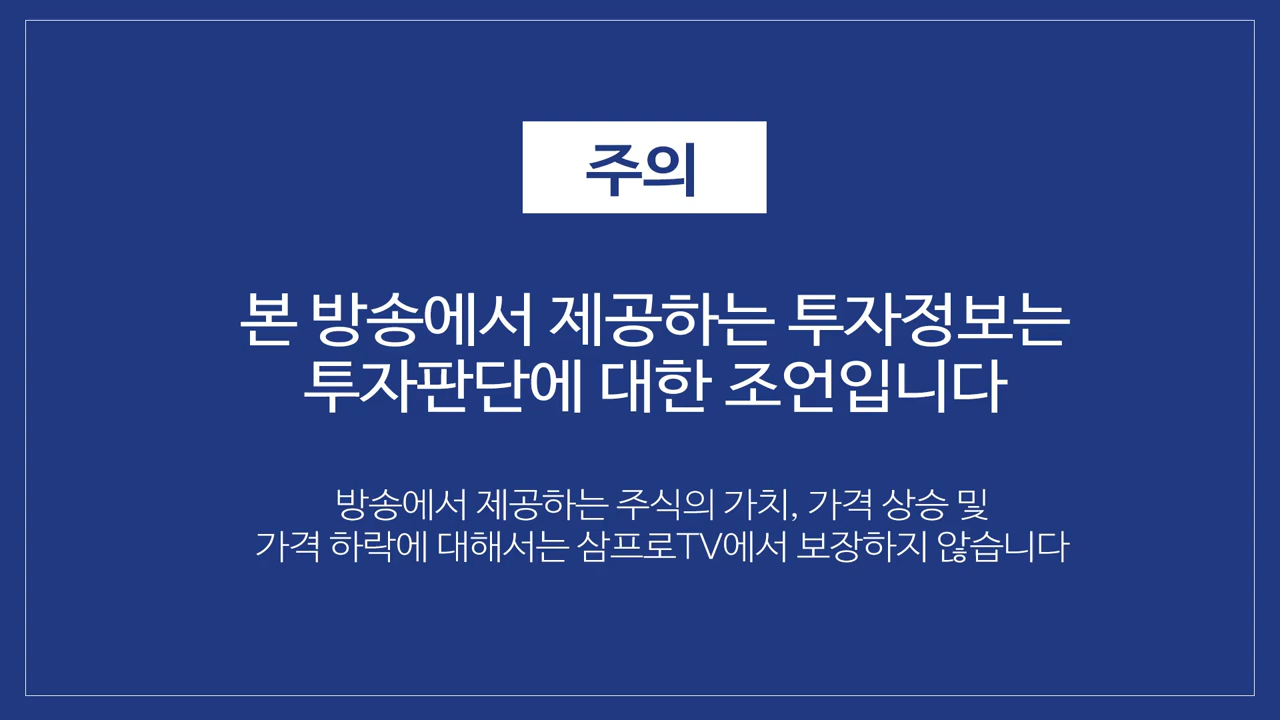 주의
본 방송에서 제공하는 투자정보는
투자판단에 대한 조언입니다
방송에서 제공하는 주식의 가치, 가격 상승 및
가격 하락에 대해서는 삼프로TV에서 보장하지 않습니다